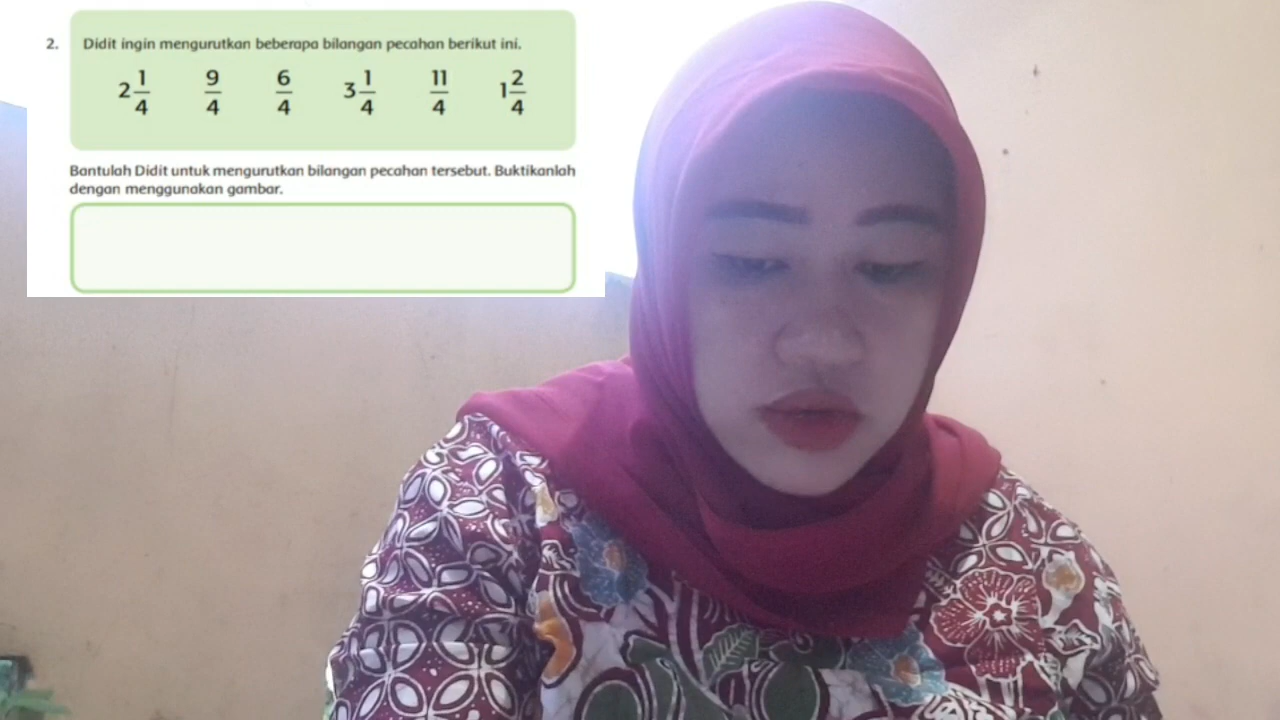 2. Didit ingin mengurutkan beberapa bilangan pecahan berikut ini.
2 1/4 9/4 6/4 3 1/4 11/4 1 2/4
Bantulah Didit untuk mengurutkan bilangan pecahan tersebut. Buktikanlah
dengan menggunakan gambar.